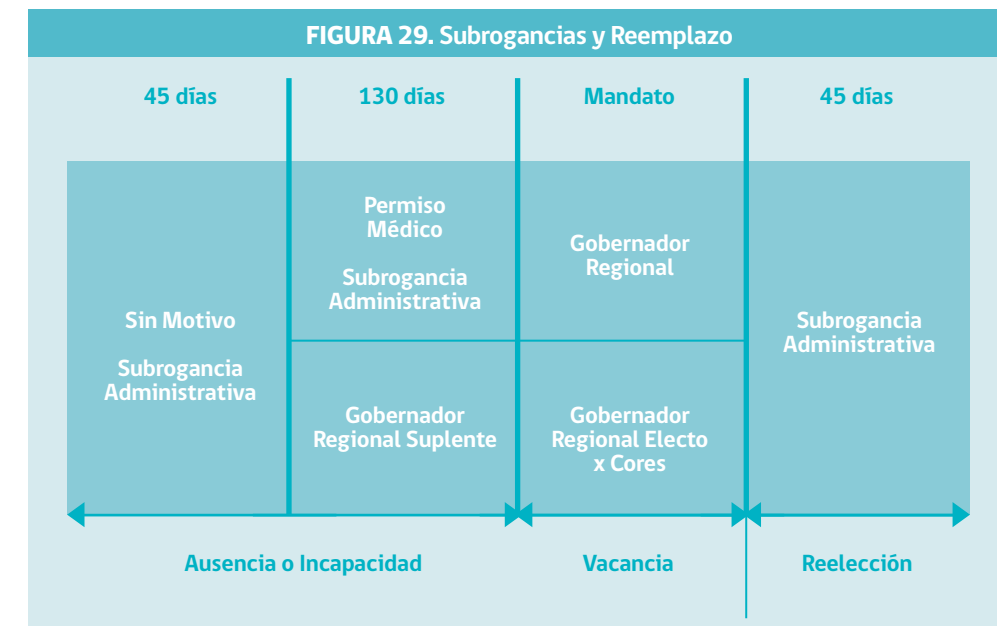 FIGURA 29. Subrogancias y Reemplazo
45 días
130 días
Mandato
45 días
Sin Motivo
Subrogancia
Administrativa
Permiso
Médico
Subrogancia
Administrativa
Gobernador
Regional Suplente
Gobernador
Regional
Gobernador
Regional Electo
x Cores
Subrogancia
Administrativa
Ausencia o Incapacidad
Vacancia
Reelección